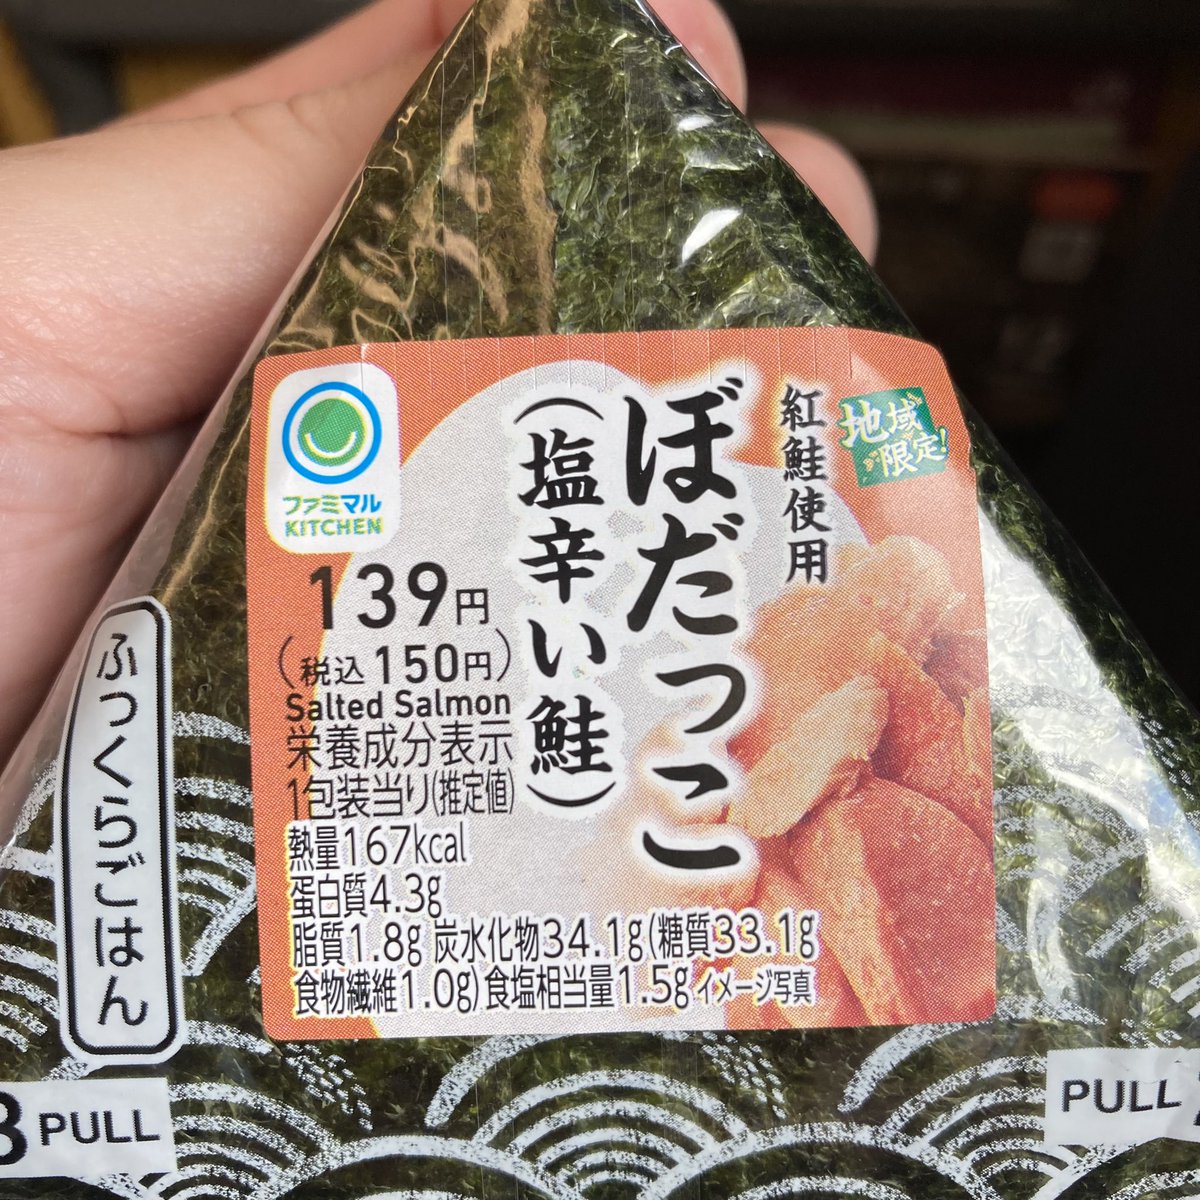 地域
限定!
紅鮭使用
ぼだっこ
(塩辛い鮭)
ファミマル
KITCHEN
139円
(税込150円)
Salted Salmon
栄養成分表示
1包装当り(推定値)
熱量167kcal
蛋白質4.3g
脂質1.8g 炭水化物34.1g(糖質33.1g
食物繊維1.0g)食塩相当量1.5g イメージ写真
ふっくらごはん
3 PULL
PULL